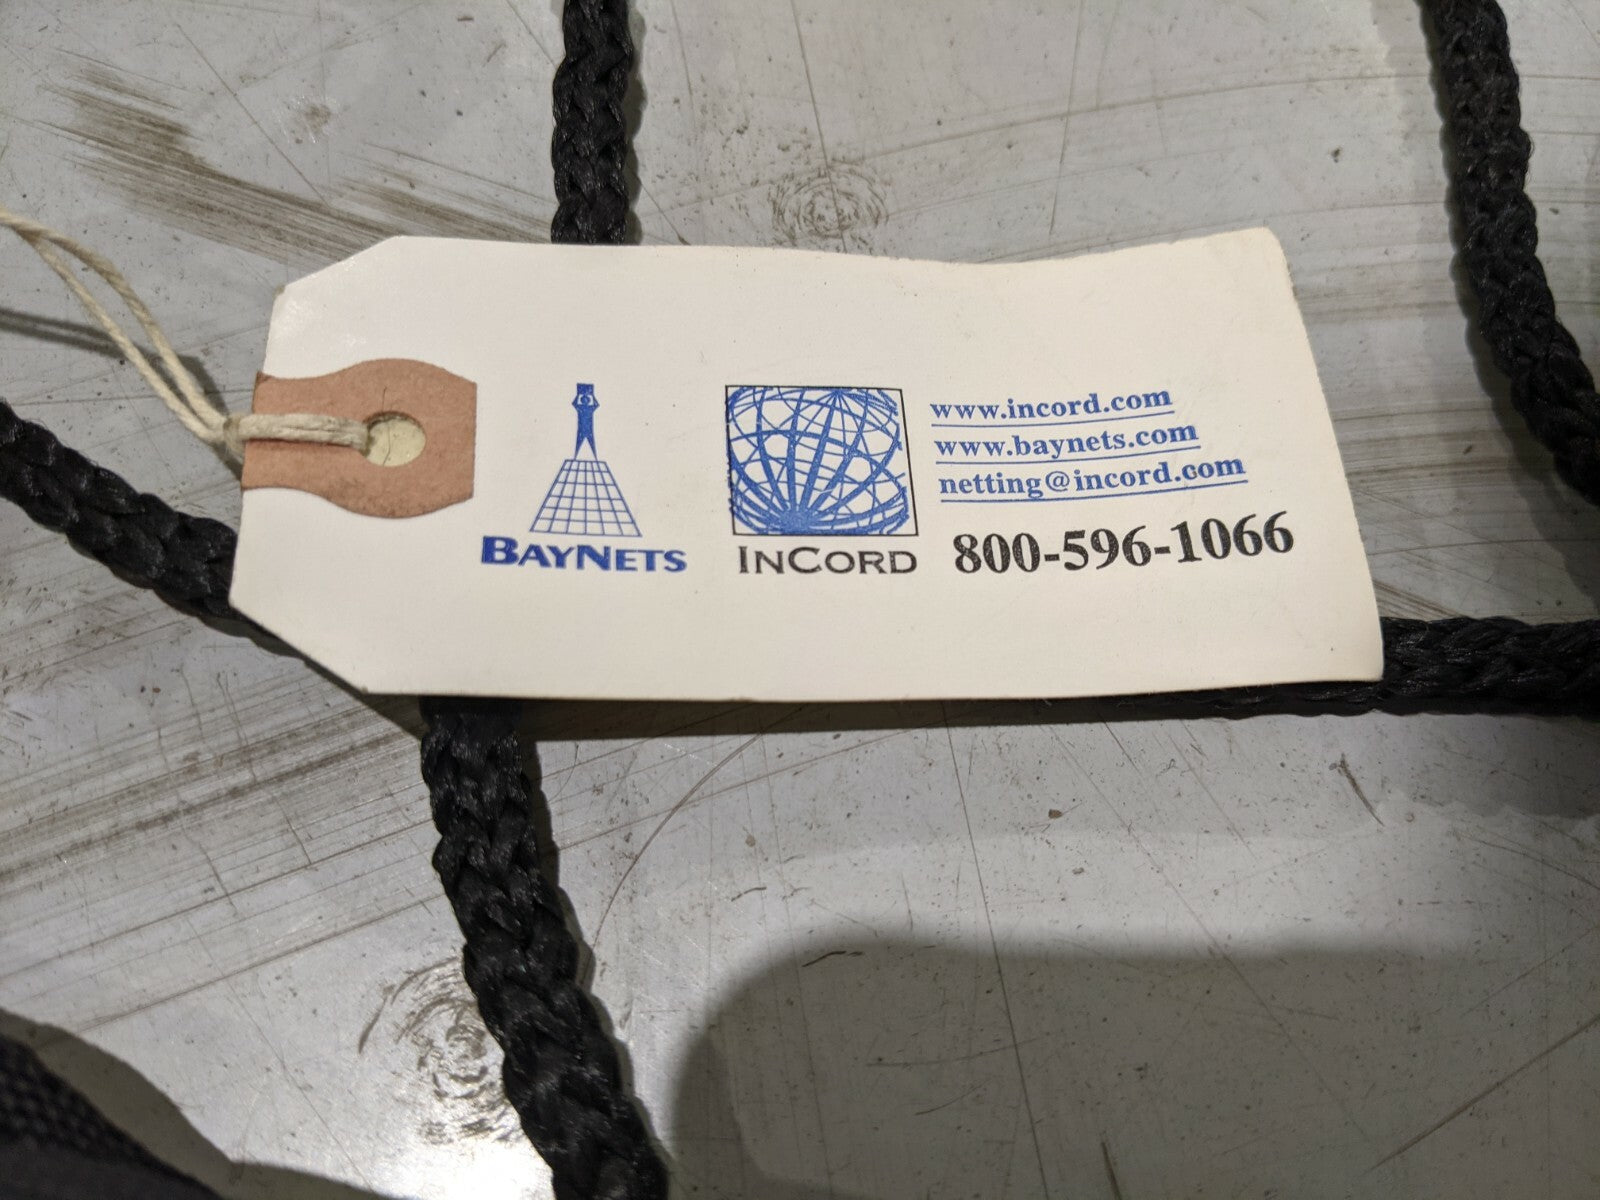 BAYNETS
INCORD
www.incord.com
www.baynets.com
netting@incord.com
800-596-1066